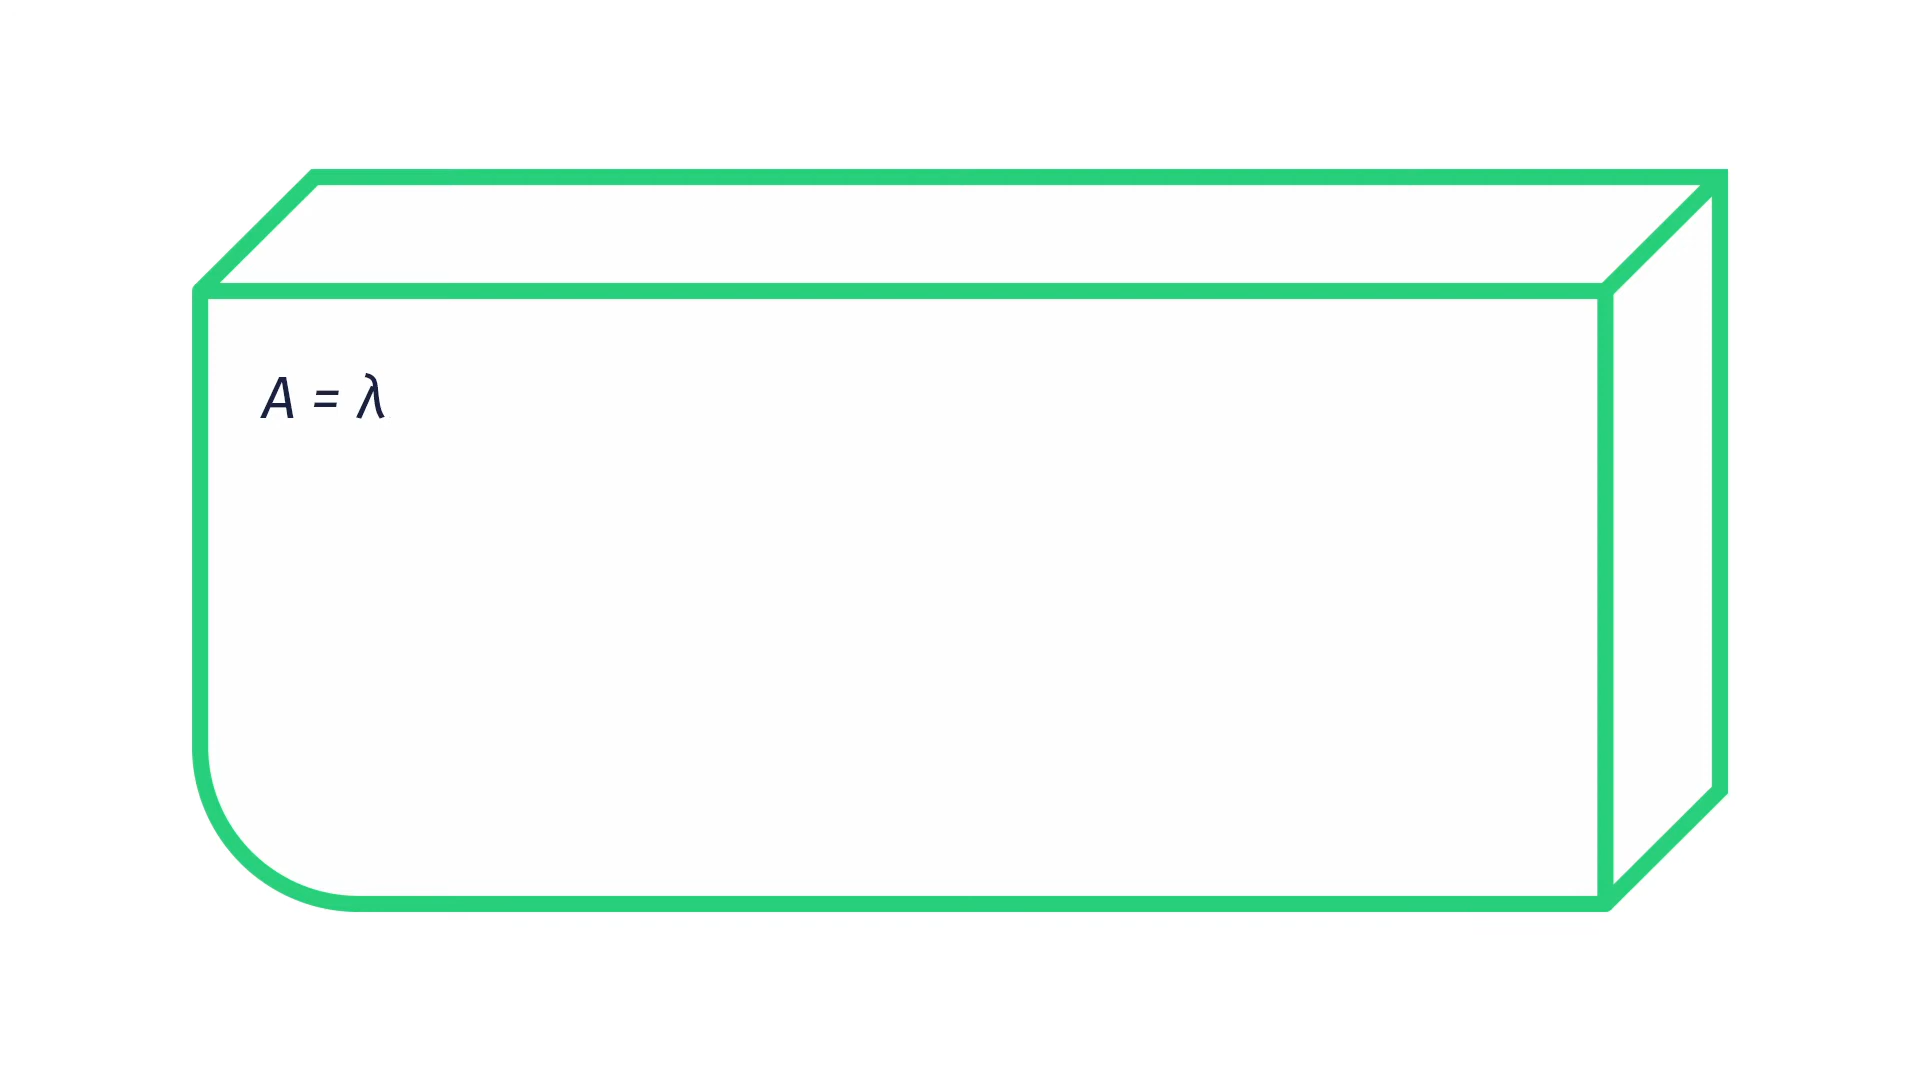 A = λ